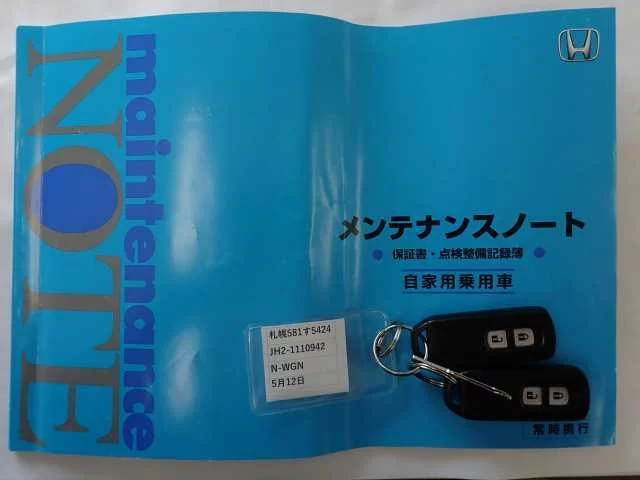 maintenance
NOTE
メンテナンスノート
保証書・点検整備記録簿
自家用乗用車
札幌581す5424
JH2-1110942
N-WGN
5月12日
常時携行